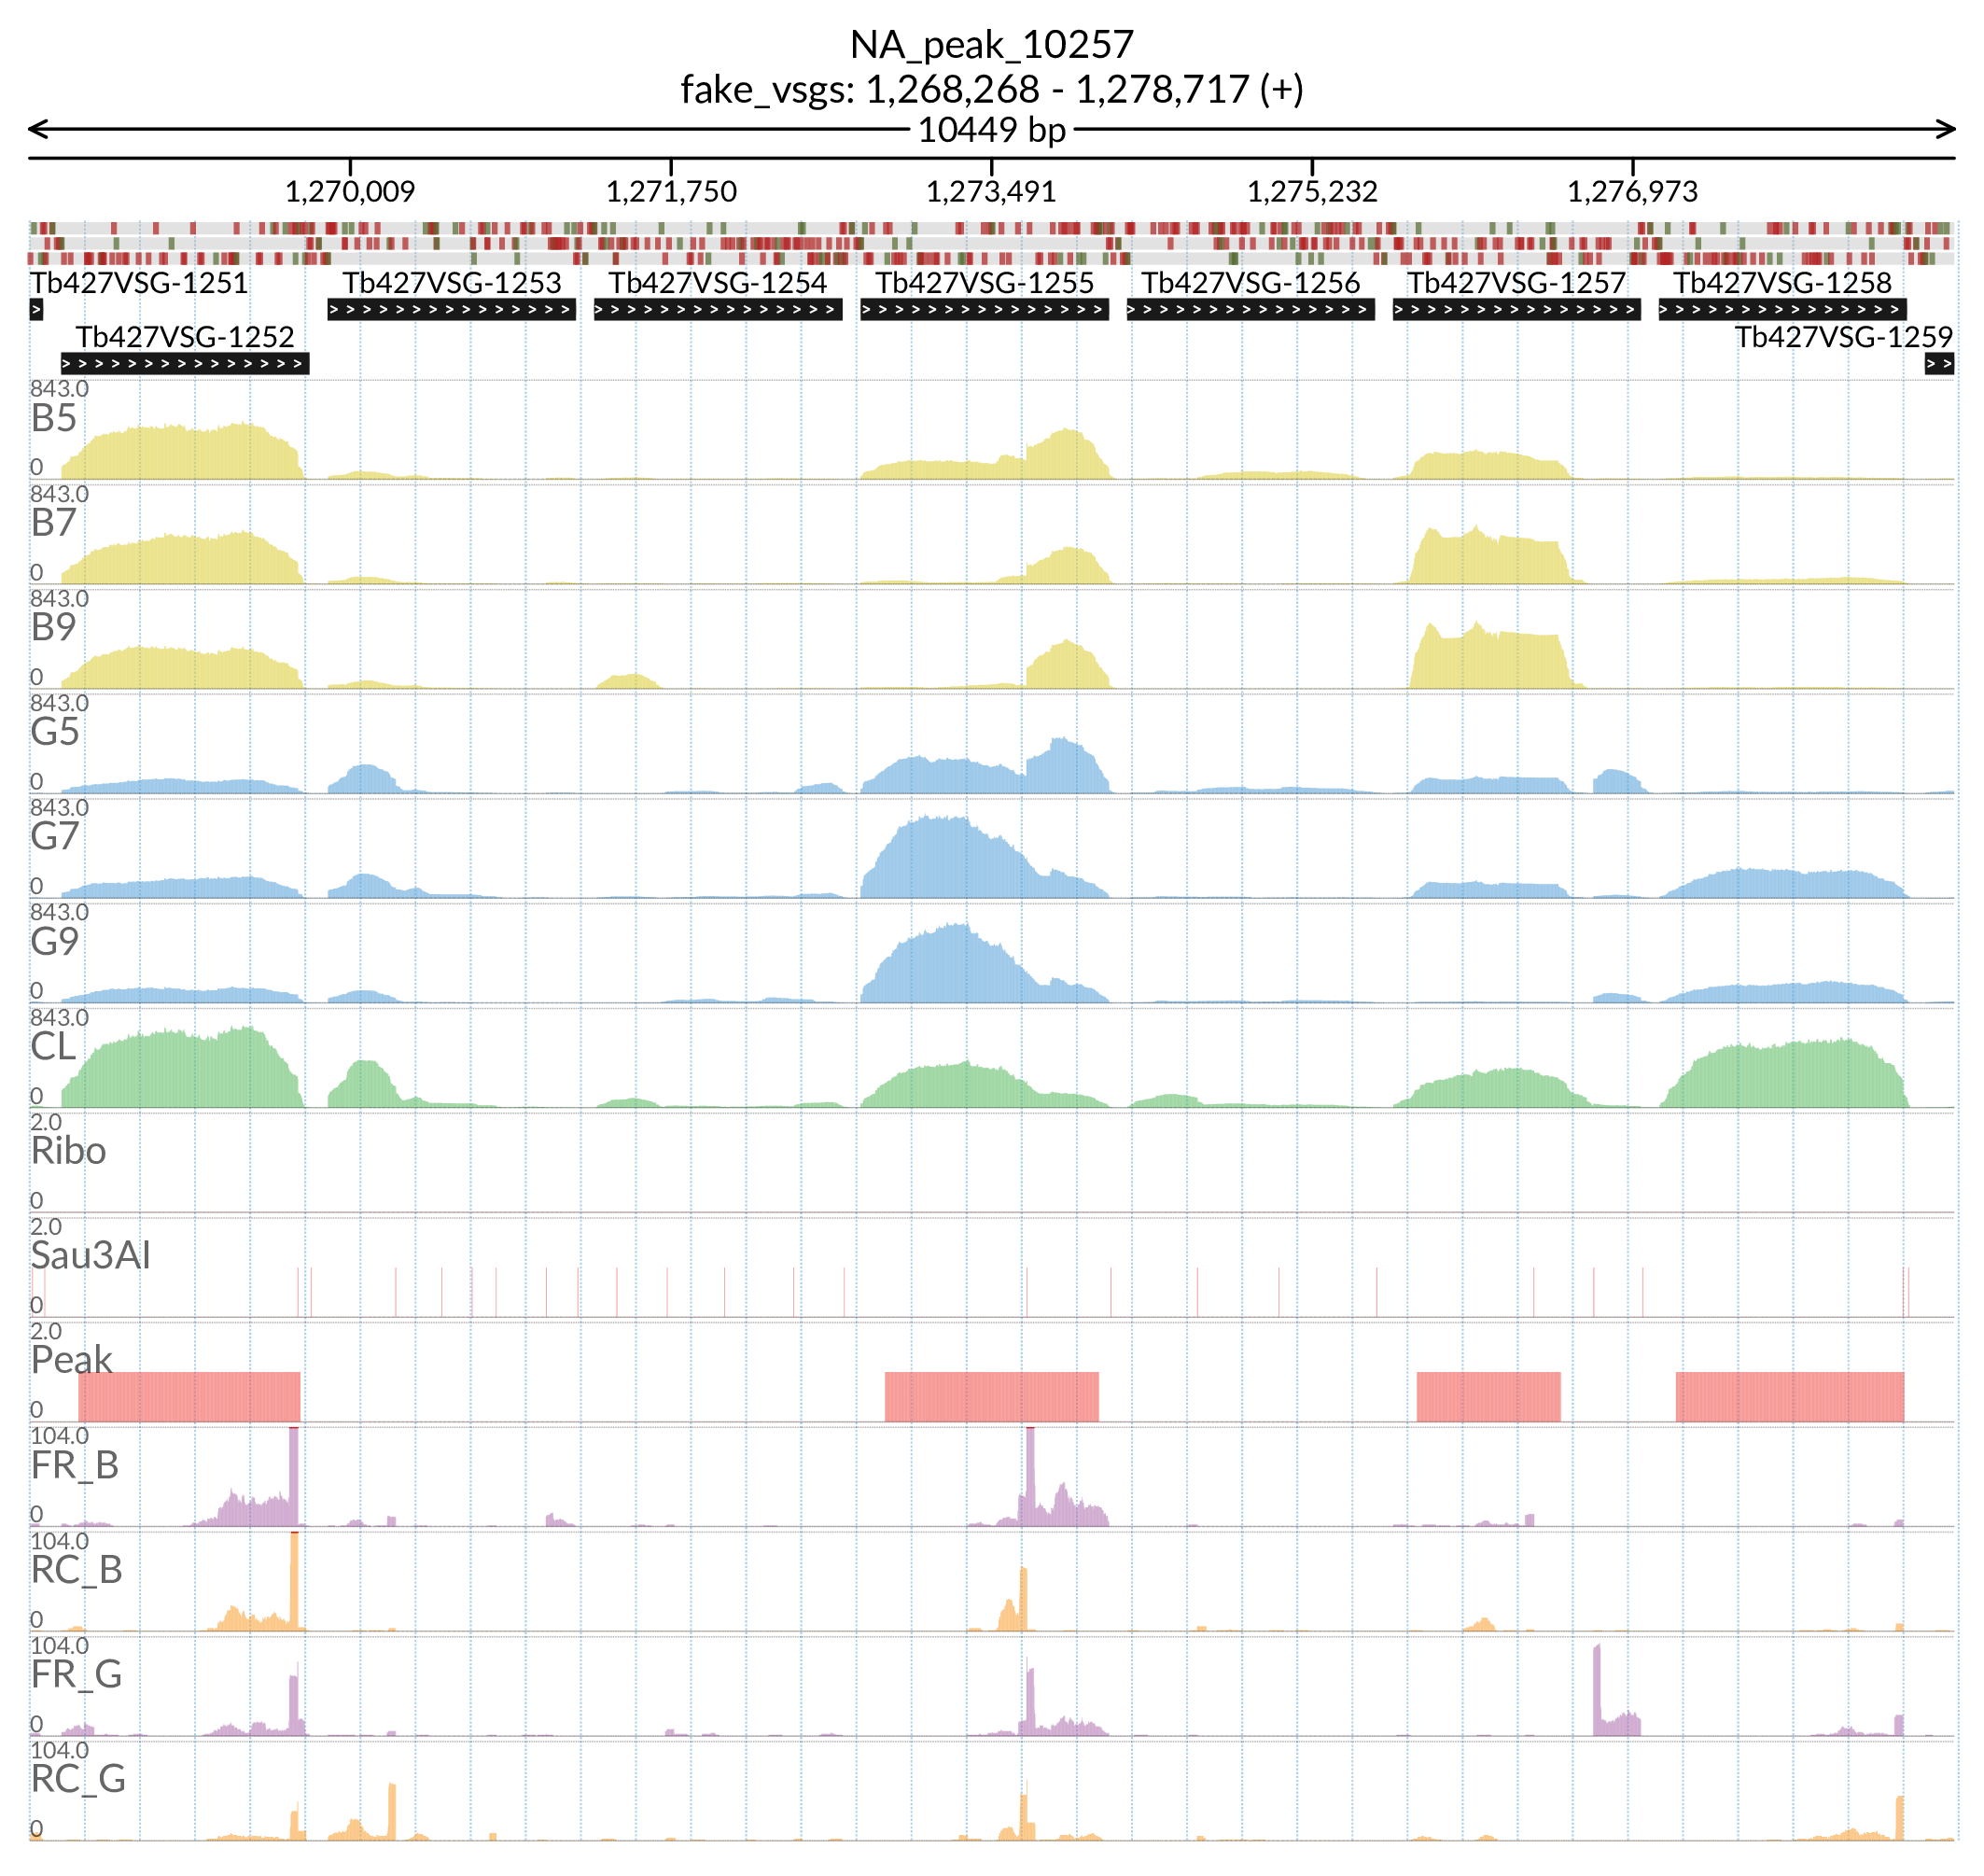 NA_peak_10257
fake_vsgs: 1,268,268 - 1,278,717 (+)
10449 bp
1,270,009 1,271,750 1,273,491 1,275,232 1,276,973
Tb427VSG-1251 Tb427VSG-1253 Tb427VSG-1254 Tb427VSG-1255 Tb427VSG-1256 Tb427VSG-1257 Tb427VSG-1258
Tb427VSG-1252 Tb427VSG-1259
843.0
B5
0
843.0
B7
0
843.0
B9
0
843.0
G5
0
843.0
G7
0
843.0
G9
0
843.0
CL
0
2.0
Ribo
0
2.0
Sau3AI
0
2.0
Peak
0
104.0
FR_B
0
104.0
RC_B
0
104.0
FR_G
0
104.0
RC_G
0